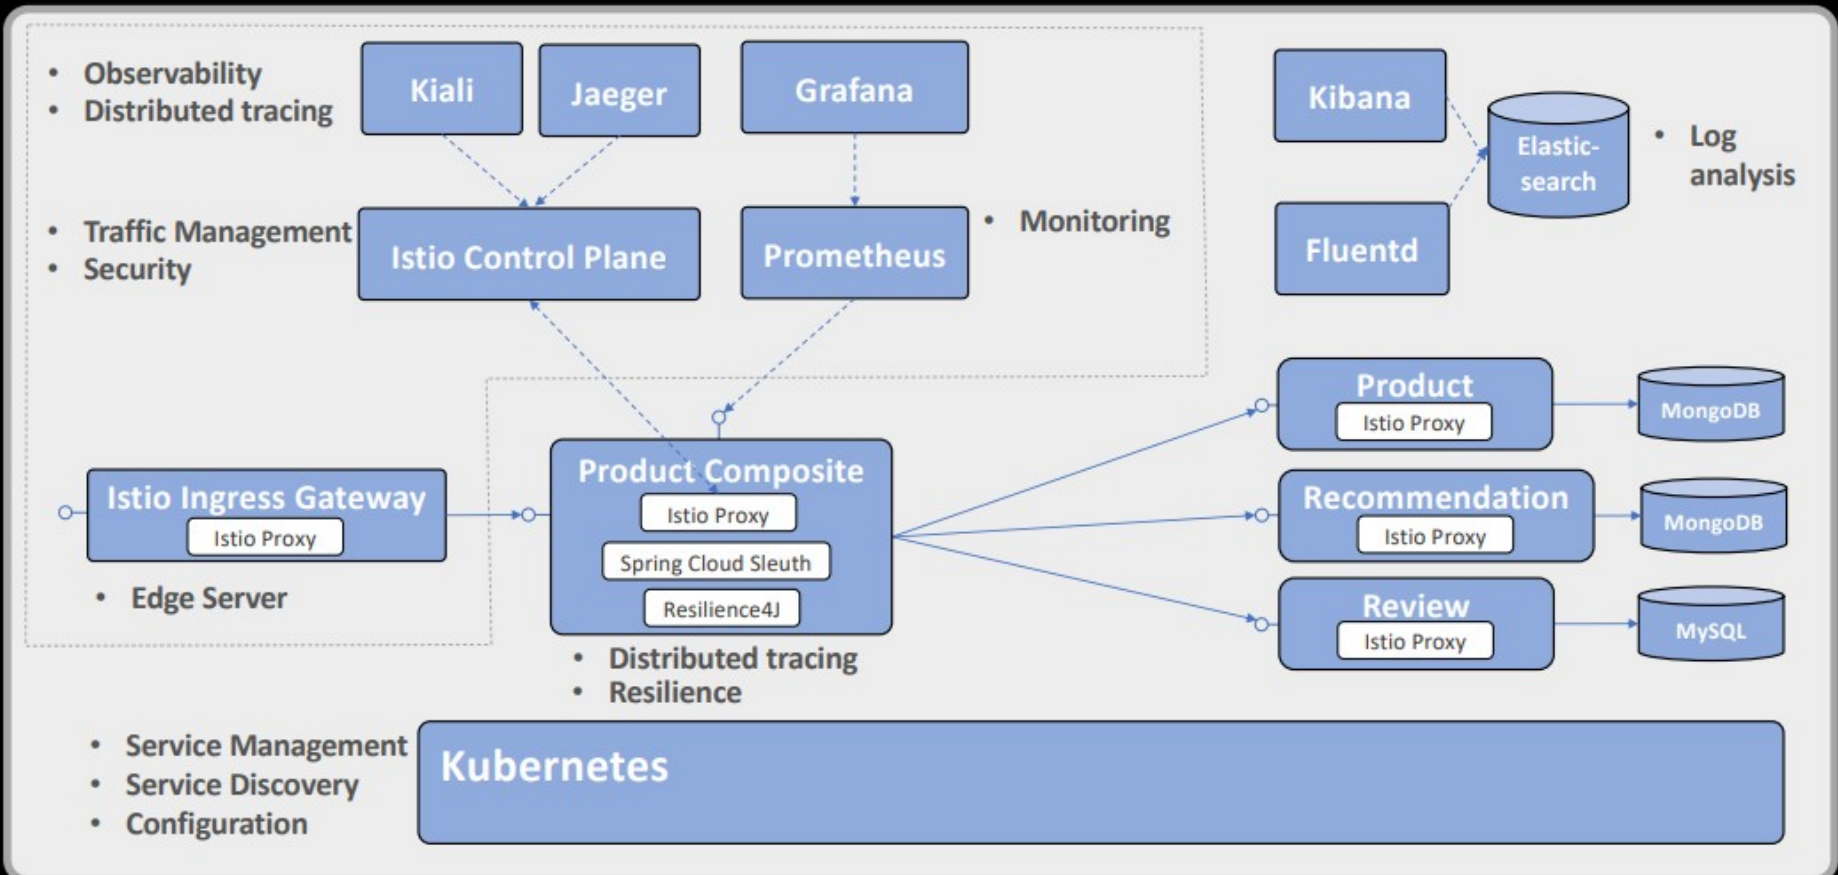 • Observability
• Distributed tracing
Kiali
Jaeger
Grafana
Kibana
Elastic-
search
• Log
analysis
• Traffic Management
• Security
Istio Control Plane
Prometheus
• Monitoring
Fluentd
Istio Ingress Gateway
Istio Proxy
• Edge Server
Product Composite
Istio Proxy
Spring Cloud Sleuth
Resilience4J
• Distributed tracing
• Resilience
Product
Istio Proxy
MongoDB
Recommendation
Istio Proxy
MongoDB
Review
Istio Proxy
MySQL
• Service Management
• Service Discovery
• Configuration
Kubernetes